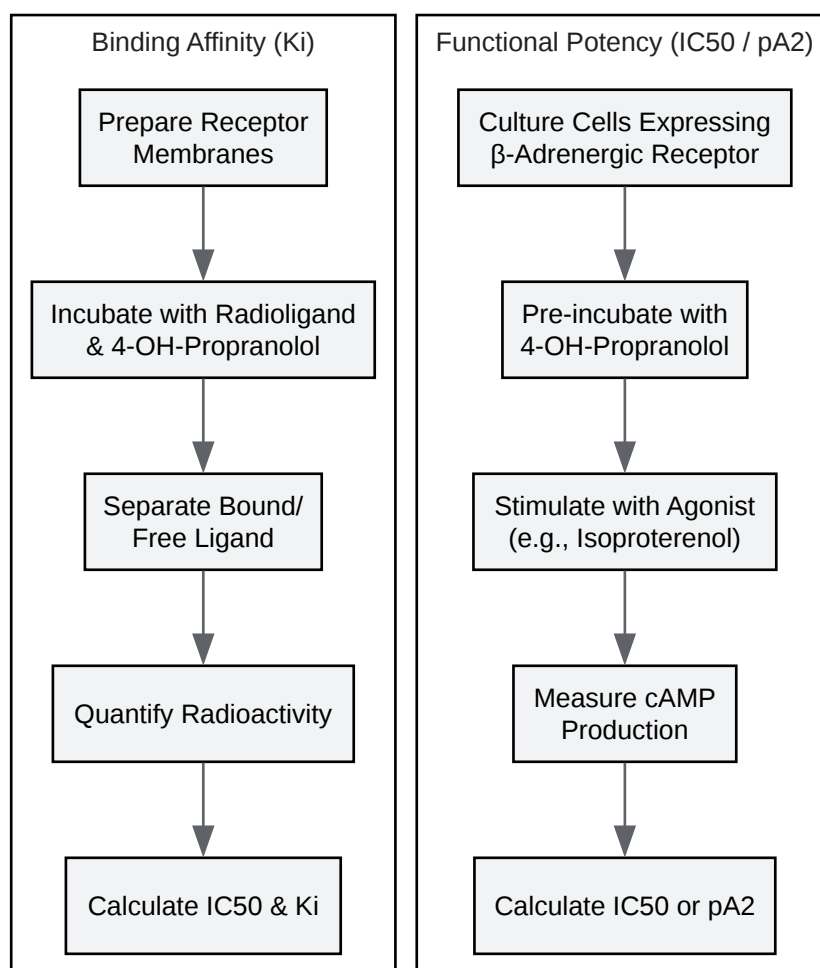 Binding Affinity (Ki)
Prepare Receptor
Membranes
Incubate with Radioligand
& 4-OH-Propranolol
Separate Bound/
Free Ligand
Quantify Radioactivity
Calculate IC50 & Ki
Functional Potency (IC50 / pA2)
Culture Cells Expressing
β-Adrenergic Receptor
Pre-incubate with
4-OH-Propranolol
Stimulate with Agonist
(e.g., Isoproterenol)
Measure cAMP
Production
Calculate IC50 or pA2